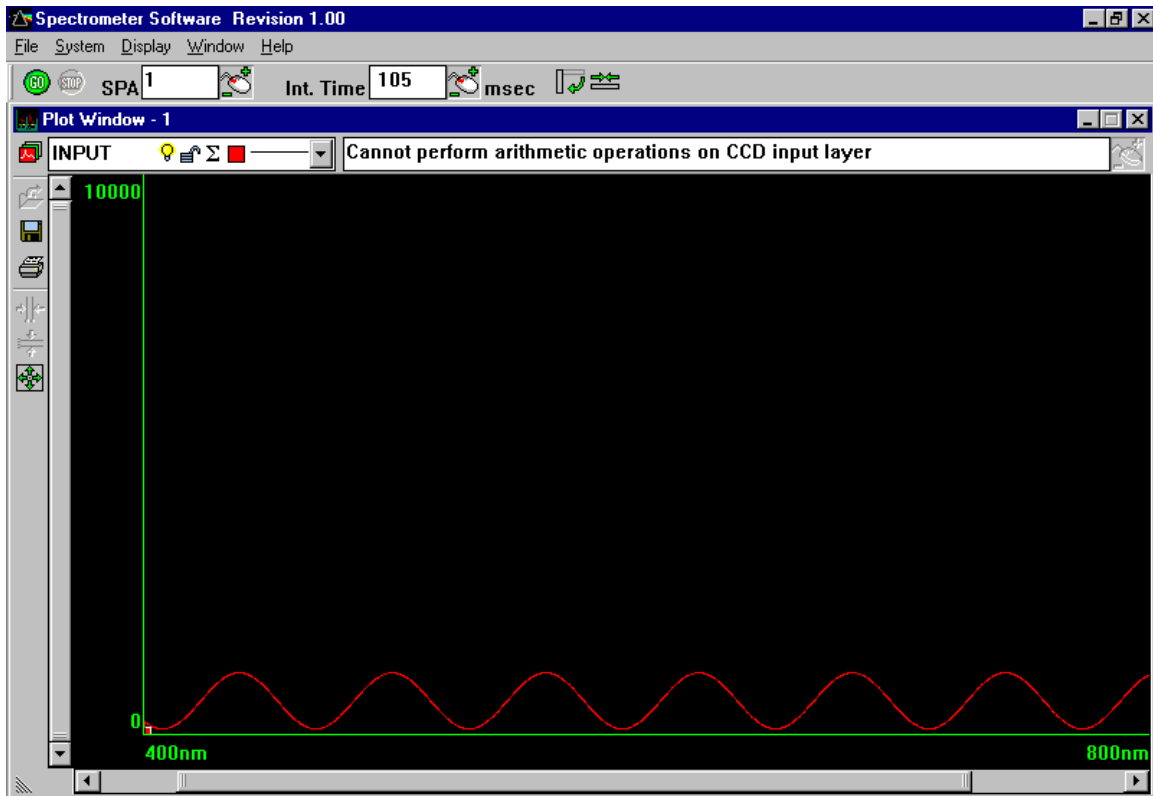 Spectrometer Software Revision 1.00
File System Display Window Help
GO STOP SPA 1 Int. Time 105 msec
Plot Window - 1
INPUT Σ Cannot perform arithmetic operations on CCD input layer
10000
0
400nm 800nm